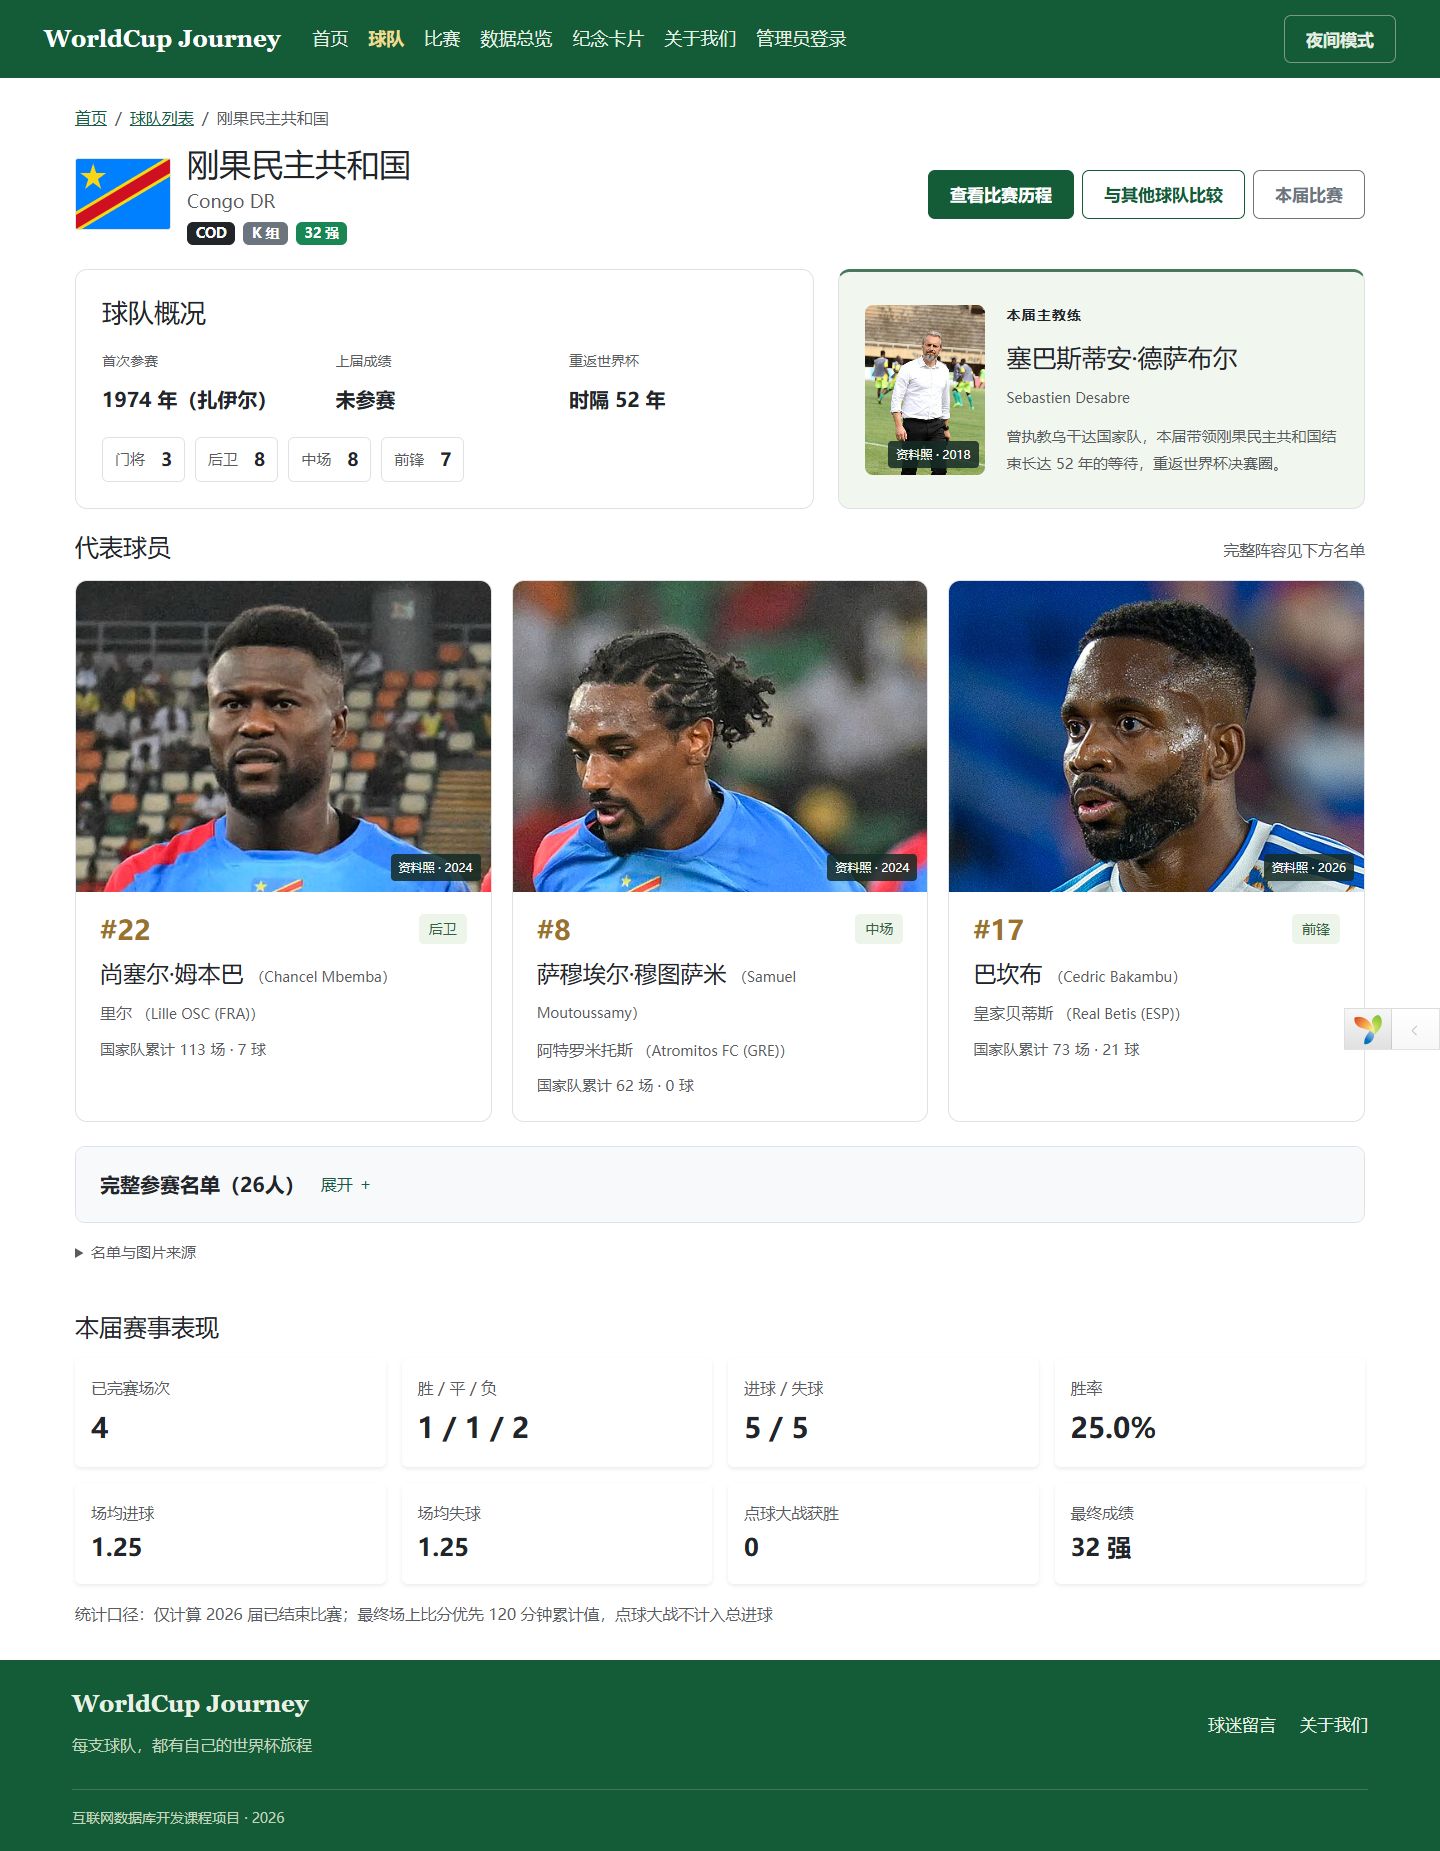 WorldCup Journey 首页 球队 比赛 数据总览 纪念卡片 关于我们 管理员登录 夜间模式
首页 / 球队列表 / 刚果民主共和国
刚果民主共和国
Congo DR
COD K 组 32 强
查看比赛历程 与其他球队比较 本届比赛
球队概况
首次参赛 上届成绩 重返世界杯
1974 年（扎伊尔） 未参赛 时隔 52 年
门将 3 后卫 8 中场 8 前锋 7
资料照 · 2018
本届主教练
塞巴斯蒂安·德萨布尔
Sebastien Desabre
曾执教乌干达国家队，本届带领刚果民主共和国结
束长达 52 年的等待，重返世界杯决赛圈。
代表球员
完整阵容见下方名单
资料照 · 2024
#22 后卫
尚塞尔·姆本巴 （Chancel Mbemba）
里尔 （Lille OSC (FRA)）
国家队累计 113 场 · 7 球
资料照 · 2024
#8 中场
萨穆埃尔·穆图萨米 （Samuel
Moutoussamy）
阿特罗米托斯 （Atromitos FC (GRE)）
国家队累计 62 场 · 0 球
资料照 · 2026
#17 前锋
巴坎布 （Cedric Bakambu）
皇家贝蒂斯 （Real Betis (ESP)）
国家队累计 73 场 · 21 球
完整参赛名单（26人） 展开 +
名单与图片来源
本届赛事表现
已完赛场次
4
胜 / 平 / 负
1 / 1 / 2
进球 / 失球
5 / 5
胜率
25.0%
场均进球
1.25
场均失球
1.25
点球大战获胜
0
最终成绩
32 强
统计口径：仅计算 2026 届已结束比赛；最终场上比分优先 120 分钟累计值，点球大战不计入总进球
WorldCup Journey
每支球队，都有自己的世界杯旅程
球迷留言 关于我们
互联网数据库开发课程项目 · 2026